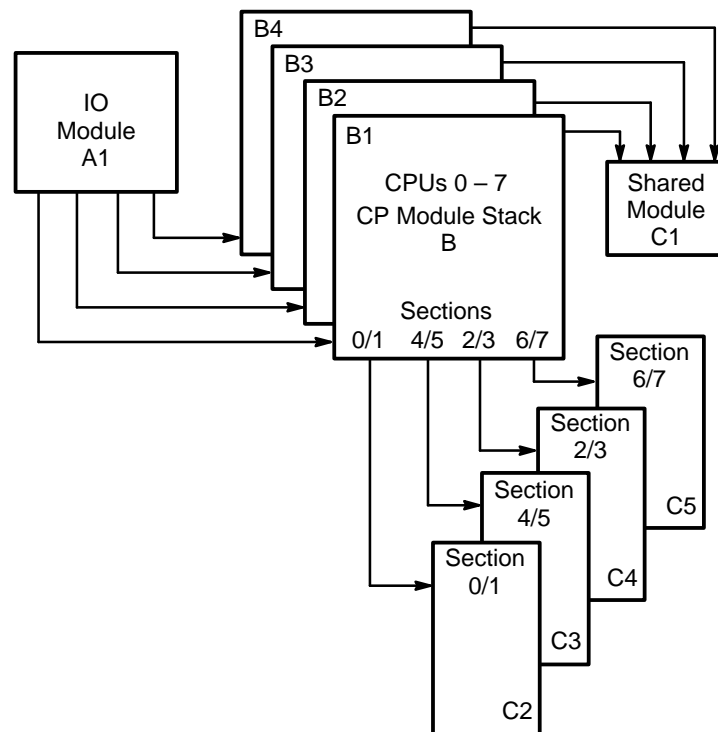 B4
B3
B2
B1
IO
Module
A1
CPUs 0 – 7
CP Module Stack
B
Shared
Module
C1
Sections
0/1 4/5 2/3 6/7
Section
6/7
C5
Section
2/3
C4
Section
4/5
C3
Section
0/1
C2